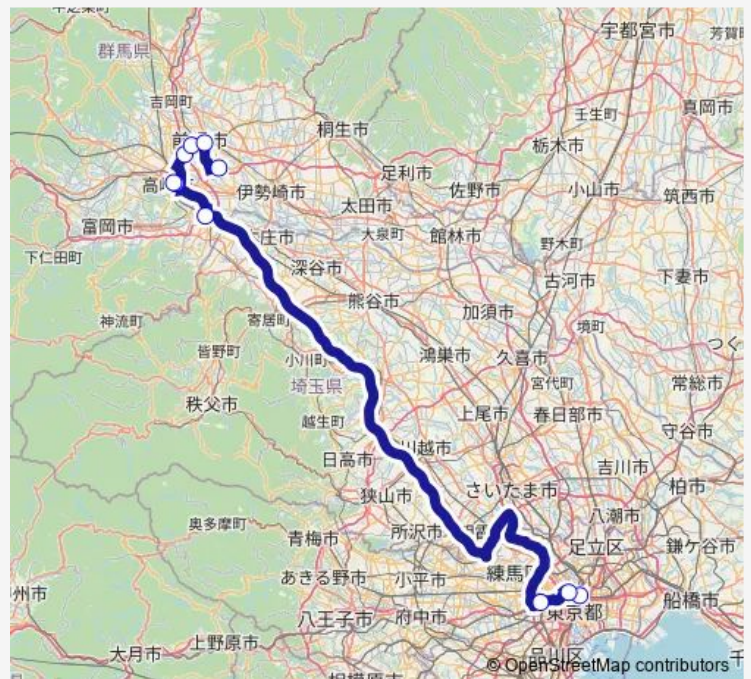 宇都宮市
群馬県
芳賀町
吉岡町
真岡市
壬生町
桐生市
栃木市
足利市
佐野市
小山市
筑西市
伊勢崎市
太田市
富岡市
大泉町
館林市
野木町
下仁田町
深谷市
古河市
下妻市
熊谷市
加須市
神流町
寄居町
境町
つく
皆野町
小川町
鴻巣市
久喜市
埼玉県
宮代町
常総市
秩父市
越生町
上尾市
春日部市
守谷市
川越市
日高市
吉川市
さいたま市
狭山市
柏市
奥多摩町
八潮市
青梅市
所沢市
足立区
鎌ケ谷市
あきる野市
小平市
州市
船橋市
八王子市
府中市
東京都
上野原市
大月市
品川区
© OpenStreetMap contributors